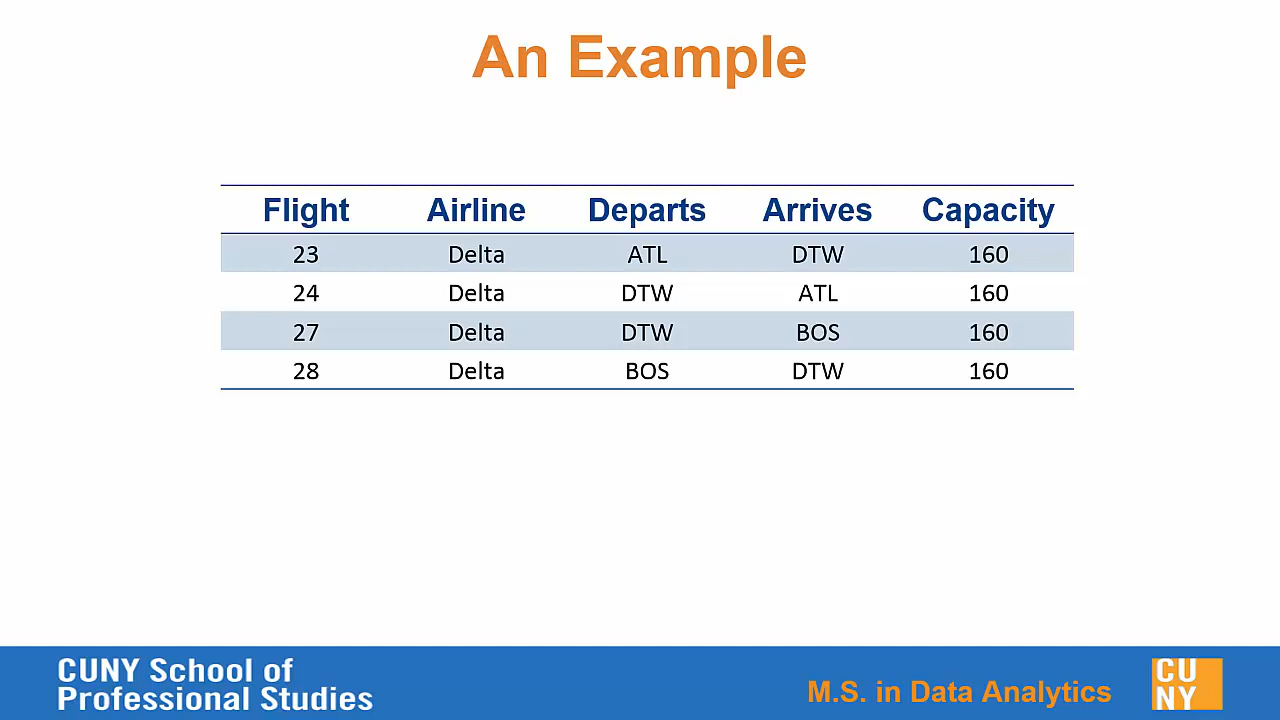 An Example
Flight Airline Departs Arrives Capacity
23 Delta ATL DTW 160
24 Delta DTW ATL 160
27 Delta DTW BOS 160
28 Delta BOS DTW 160
CUNY School of
Professional Studies
M.S. in Data Analytics
CU
NY